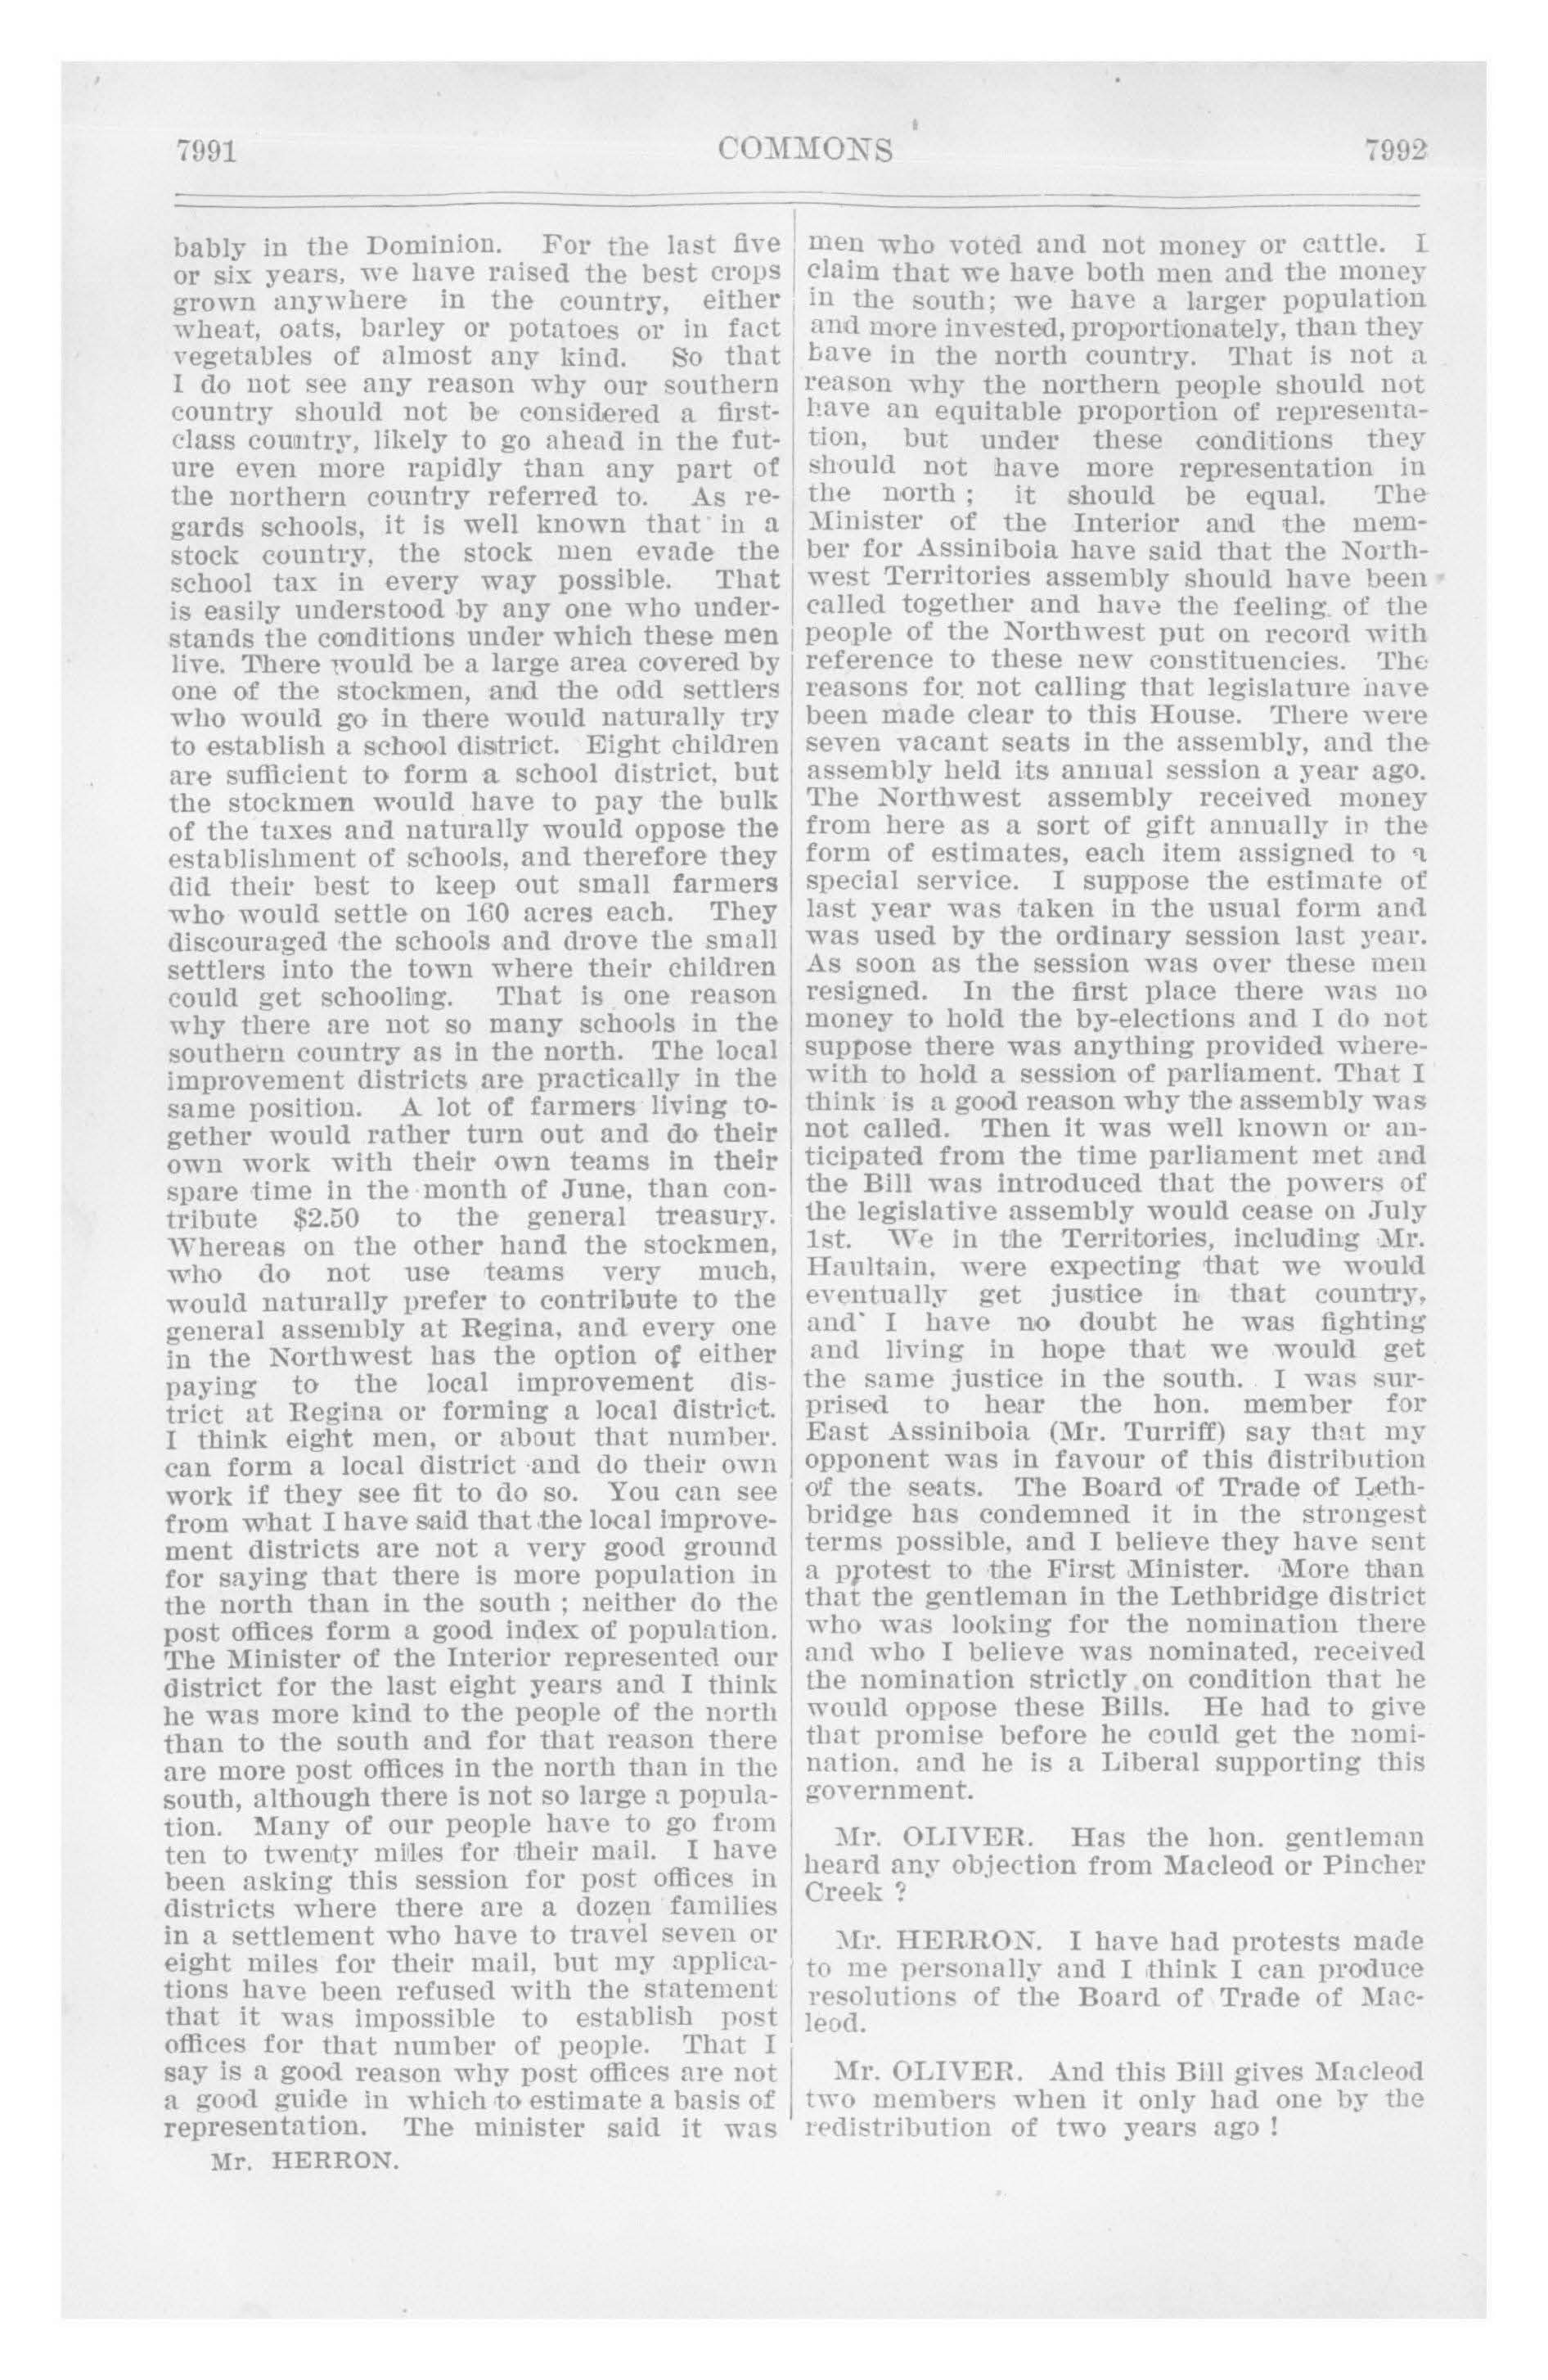 7991
COMMONS
7992
bably in the Dominion. For the last five
or six years, we have raised the best crops
grown anywhere in the country, either
wheat, oats, barley or potatoes or in fact
vegetables of almost any kind. So that
I do not see any reason why our southern
country should not be considered a first-
class country, likely to go ahead in the fut-
ure even more rapidly than any part of
the northern country referred to. As re-
gards schools, it is well known that in a
stock country, the stock men evade the
school tax in every way possible. That
is easily understood by any one who under-
stands the conditions under which these men
live. There would be a large area covered by
one of the stockmen, and the odd settlers
who would go in there would naturally try
to establish a school district. Eight children
are sufficient to form a school district, but
the stockmen would have to pay the bulk
of the taxes and naturally would oppose the
establishment of schools, and therefore they
did their best to keep out small farmers
who would settle on 160 acres each. They
discouraged the schools and drove the small
settlers into the town where their children
could get schooling. That is one reason
why there are not so many schools in the
southern country as in the north. The local
improvement districts are practically in the
same position. A lot of farmers living to-
gether would rather turn out and do their
own work with their own teams in their
spare time in the month of June, than con-
tribute $2.50 to the general treasury.
Whereas on the other hand the stockmen,
who do not use teams very much,
would naturally prefer to contribute to the
general assembly at Regina, and every one
in the Northwest has the option of either
paying to the local improvement dis-
trict at Regina or forming a local district.
I think eight men, or about that number.
can form a local district and do their own
work if they see fit to do so. You can see
from what I have said that the local improve-
ment districts are not a very good ground
for saying that there is more population in
the north than in the south ; neither do the
post offices form a good index of population.
The Minister of the Interior represented our
district for the last eight years and I think
he was more kind to the people of the north
than to the south and for that reason there
are more post offices in the north than in the
south, although there is not so large a popula-
tion. Many of our people have to go from
ten to twenty miles for their mail. I have
been asking this session for post offices in
districts where there are a dozen families
in a settlement who have to travel seven or
eight miles for their mail, but my applica-
tions have been refused with the statement
that it was impossible to establish post
offices for that number of people. That I
say is a good reason why post offices are not
a good guide in which to estimate a basis of
representation. The minister said it was
Mr. HERRON.
men who voted and not money or cattle. I
claim that we have both men and the money
in the south; we have a larger population
and more invested, proportionately, than they
have in the north country. That is not a
reason why the northern people should not
have an equitable proportion of representa-
tion, but under these conditions they
should not have more representation in
the north ; it should be equal. The
Minister of the Interior and the mem-
ber for Assiniboia have said that the North-
west Territories assembly should have been
called together and have the feeling of the
people of the Northwest put on record with
reference to these new constituencies. The
reasons for not calling that legislature have
been made clear to this House. There were
seven vacant seats in the assembly, and the
assembly held its annual session a year ago.
The Northwest assembly received money
from here as a sort of gift annually in the
form of estimates, each item assigned to a
special service. I suppose the estimate of
last year was taken in the usual form and
was used by the ordinary session last year.
As soon as the session was over these men
resigned. In the first place there was no
money to hold the by-elections and I do not
suppose there was anything provided where-
with to hold a session of parliament. That I
think is a good reason why the assembly was
not called. Then it was well known or an-
ticipated from the time parliament met and
the Bill was introduced that the powers of
the legislative assembly would cease on July
1st. We in the Territories, including Mr.
Haultain, were expecting that we would
eventually get justice in that country,
and I have no doubt he was fighting
and living in hope that we would get
the same justice in the south. I was sur-
prised to hear the hon. member for
East Assiniboia (Mr. Turriff) say that my
opponent was in favour of this distribution
of the seats. The Board of Trade of Leth-
bridge has condemned it in the strongest
terms possible, and I believe they have sent
a protest to the First Minister. More than
that the gentleman in the Lethbridge district
who was looking for the nomination there
and who I believe was nominated, received
the nomination strictly on condition that he
would oppose these Bills. He had to give
that promise before he could get the nomi-
nation, and he is a Liberal supporting this
government.
Mr. OLIVER. Has the hon. gentleman
heard any objection from Macleod or Pincher
Creek ?
Mr. HERRON. I have had protests made
to me personally and I think I can produce
resolutions of the Board of Trade of Mac-
leod.
Mr. OLIVER. And this Bill gives Macleod
two members when it only had one by the
redistribution of two years ago !